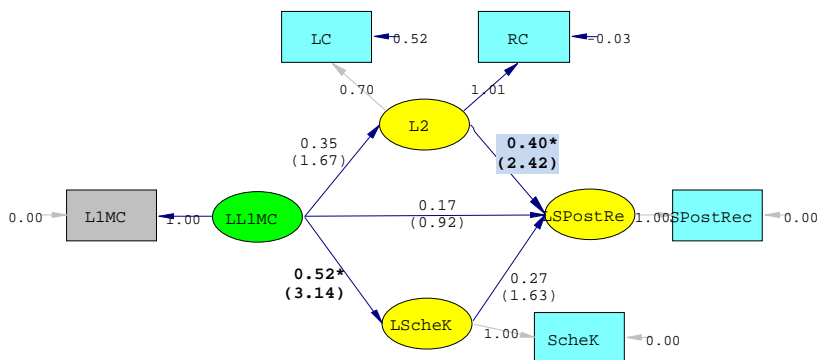 LC
0.52
RC
-0.03
0.70
1.01
L2
0.35
(1.67)
0.40*
(2.42)
0.00
L1MC
1.00
LL1MC
0.17
(0.92)
LSPostRe
1.00
SPostRec
0.00
0.52*
(3.14)
0.27
(1.63)
LScheK
1.00
ScheK
0.00